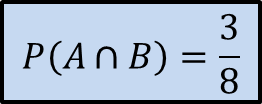 P(A ∩ B) = 3/8